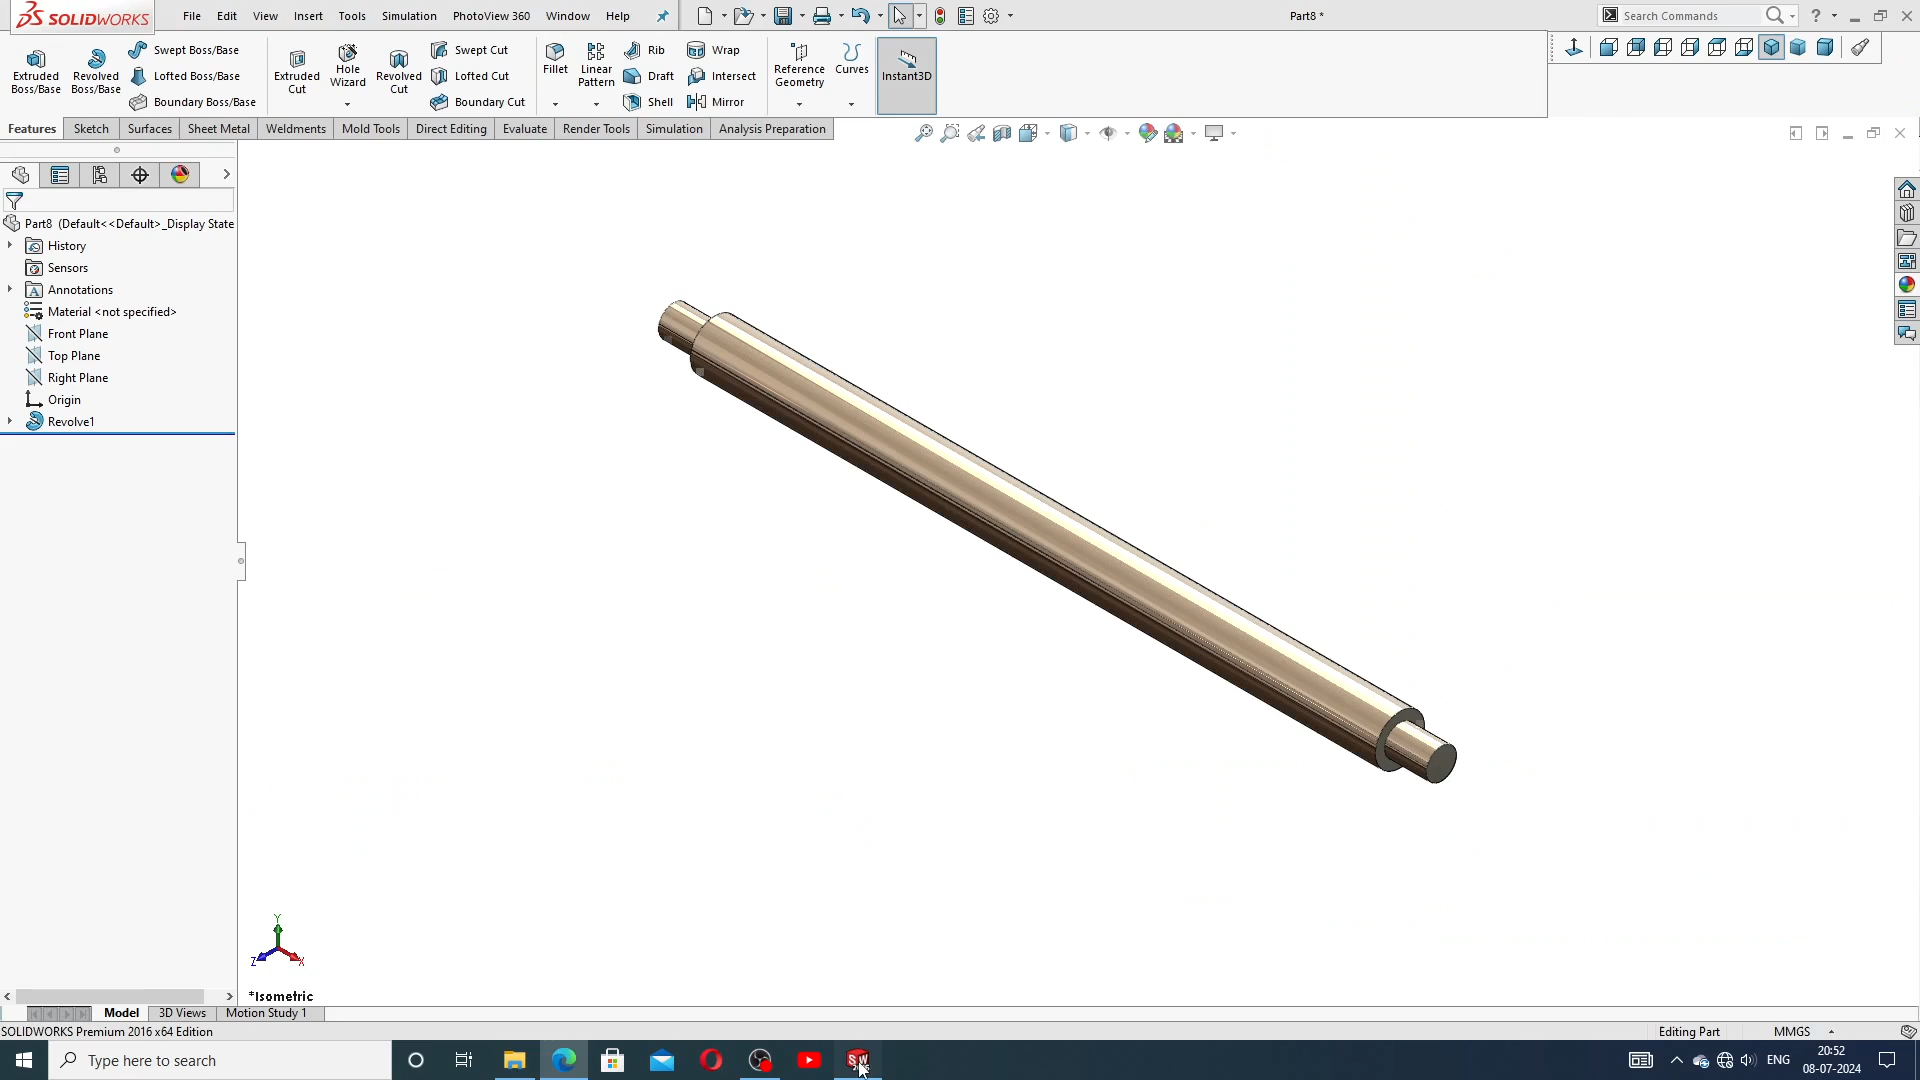 SOLIDWORKS File Edit View Insert Tools Simulation PhotoView 360 Window Help Part8 * Search Commands ?
Extruded Boss/Base
Revolved Boss/Base
Swept Boss/Base
Lofted Boss/Base
Boundary Boss/Base
Extruded Cut
Hole Wizard
Revolved Cut
Swept Cut
Lofted Cut
Boundary Cut
Fillet
Linear Pattern
Rib
Draft
Shell
Wrap
Intersect
Mirror
Reference Geometry
Curves
Instant3D
Features Sketch Surfaces Sheet Metal Weldments Mold Tools Direct Editing Evaluate Render Tools Simulation Analysis Preparation
Part8 (Default<<Default>_Display State
History
Sensors
Annotations
Material <not specified>
Front Plane
Top Plane
Right Plane
Origin
Revolve1
Y
Z X
*Isometric
Model 3D Views Motion Study 1
SOLIDWORKS Premium 2016 x64 Edition Editing Part MMGS
Type here to search ENG 20:52
08-07-2024